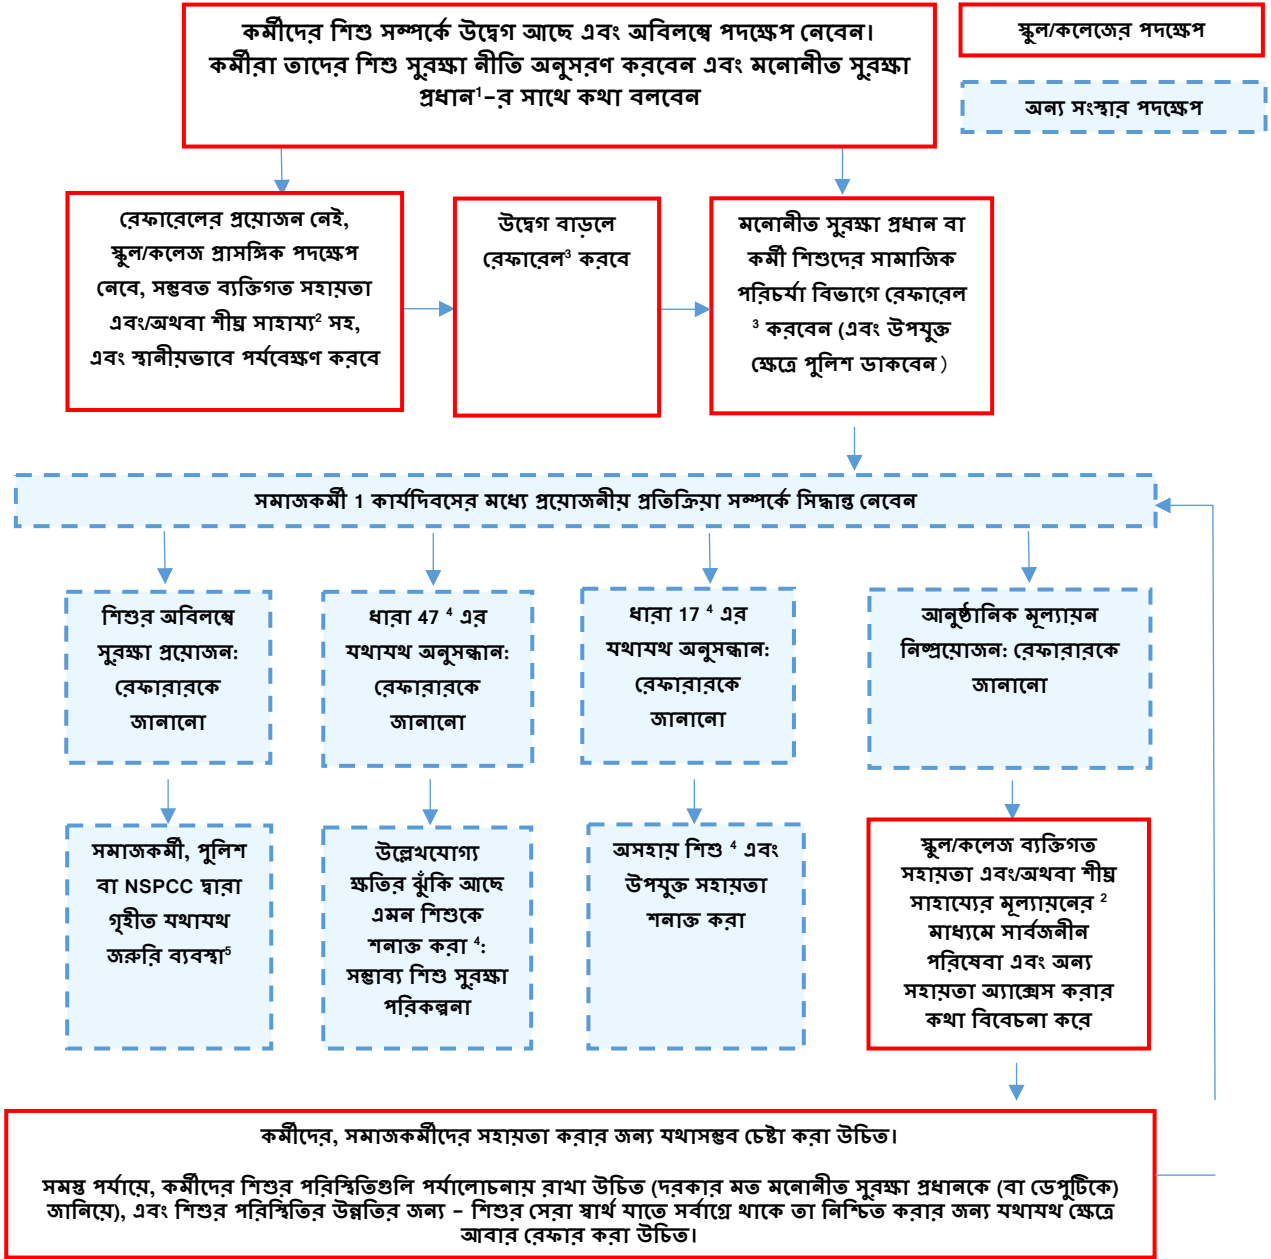 কর্মীদের শিশু সম্পর্কে উদ্বেগ আছে এবং অবিলম্বে পদক্ষেপ নেবেন।
কর্মীরা তাদের শিশু সুরক্ষা নীতি অনুসরণ করবেন এবং মনোনীত সুরক্ষা
প্রধান¹-র সাথে কথা বলবেন
স্কুল/কলেজের পদক্ষেপ
অন্য সংস্থার পদক্ষেপ
রেফারেলের প্রয়োজন নেই,
স্কুল/কলেজ প্রাসঙ্গিক পদক্ষেপ
নেবে, সম্ভবত ব্যক্তিগত সহায়তা
এবং/অথবা শীঘ্র সাহায্য² সহ,
এবং স্থানীয়ভাবে পর্যবেক্ষণ করবে
উদ্বেগ বাড়লে
রেফারেল³ করবে
মনোনীত সুরক্ষা প্রধান বা
কর্মী শিশুদের সামাজিক
পরিচর্যা বিভাগে রেফারেল
³ করবেন (এবং উপযুক্ত
ক্ষেত্রে পুলিশ ডাকবেন)
সমাজকর্মী 1 কার্যদিবসের মধ্যে প্রয়োজনীয় প্রতিক্রিয়া সম্পর্কে সিদ্ধান্ত নেবেন
শিশুর অবিলম্বে
সুরক্ষা প্রয়োজন:
রেফারারকে
জানানো
ধারা 47 ⁴ এর
যথাযথ অনুসন্ধান:
রেফারারকে
জানানো
ধারা 17 ⁴ এর
যথাযথ অনুসন্ধান:
রেফারারকে
জানানো
আনুষ্ঠানিক মূল্যায়ন
নিষ্প্রয়োজন: রেফারারকে
জানানো
সমাজকর্মী, পুলিশ
বা NSPCC দ্বারা
গৃহীত যথাযথ
জরুরি ব্যবস্থা⁵
উল্লেখযোগ্য
ক্ষতির ঝুঁকি আছে
এমন শিশুকে
শনাক্ত করা ⁴:
সম্ভাব্য শিশু সুরক্ষা
পরিকল্পনা
অসহায় শিশু ⁴ এবং
উপযুক্ত সহায়তা
শনাক্ত করা
স্কুল/কলেজ ব্যক্তিগত
সহায়তা এবং/অথবা শীঘ্র
সাহায্যের মূল্যায়নের ²
মাধ্যমে সার্বজনীন
পরিষেবা এবং অন্য
সহায়তা অ্যাক্সেস করার
কথা বিবেচনা করে
কর্মীদের, সমাজকর্মীদের সহায়তা করার জন্য যথাসম্ভব চেষ্টা করা উচিত।
সমস্ত পর্যায়ে, কর্মীদের শিশুর পরিস্থিতিগুলি পর্যালোচনায় রাখা উচিত (দরকার মত মনোনীত সুরক্ষা প্রধানকে (বা ডেপুটিকে)
জানিয়ে), এবং শিশুর পরিস্থিতির উন্নতির জন্য – শিশুর সেরা স্বার্থ যাতে সর্বাগ্রে থাকে তা নিশ্চিত করার জন্য যথাযথ ক্ষেত্রে
আবার রেফার করা উচিত।